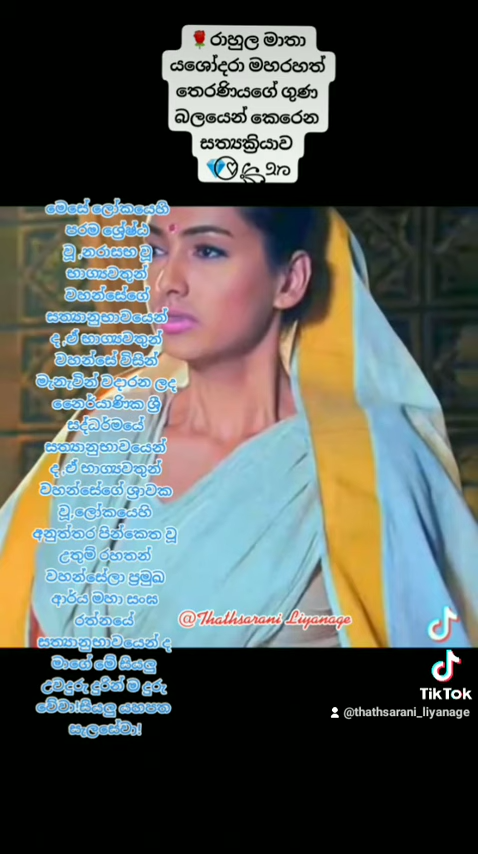 🌹රාහුල මාතා
යශෝදරා මහරහත්
තෙරණියගේ ගුණ
බලයෙන් කෙරෙන
සත්‍යක්‍රියාව
මෙසේ ලෝකයෙහි
පරම ශ්‍රේෂ්ඨ
වූ ,නරාසභ වූ
භාග්‍යවතුන්
වහන්සේගේ
සත්‍යානුභාවයෙන්
ද ,ඒ භාග්‍යවතුන්
වහන්සේ විසින්
මැනැවින් වදාරන ලද
නෛර්යාණික ශ්‍රී
සද්ධර්මයේ
සත්‍යානුභාවයෙන්
ද,,ඒ භාග්‍යවතුන්
වහන්සේගේ ශ්‍රාවක
වූ,ලෝකයෙහි
අනුත්තර පින්කෙත වූ
උතුම් රහතන්
වහන්සේලා ප්‍රමුඛ
ආර්ය මහා සංඝ
රත්නයේ
සත්‍යානුභාවයෙන් ද
මාගේ මේ සියලු
උවදුරු දුරින් ම දුරු
වේවා!සියලු යහපත
සැලසේවා!
@Thathsarani Liyanage
TikTok
@thathsarani_liyanage